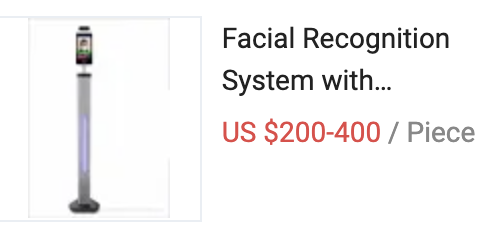 Facial Recognition
System with...
US $200-400 / Piece